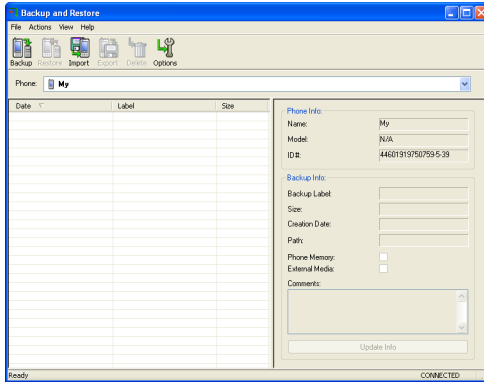 Backup and Restore
File Actions View Help
Backup Restore Import Export Delete Options
Phone: My
Date Label Size
Phone Info:
Name: My
Model: N/A
ID#: 44601919750759-5-39
Backup Info:
Backup Label:
Size:
Creation Date:
Path:
Phone Memory:
External Media:
Comments:
Update Info
Ready CONNECTED